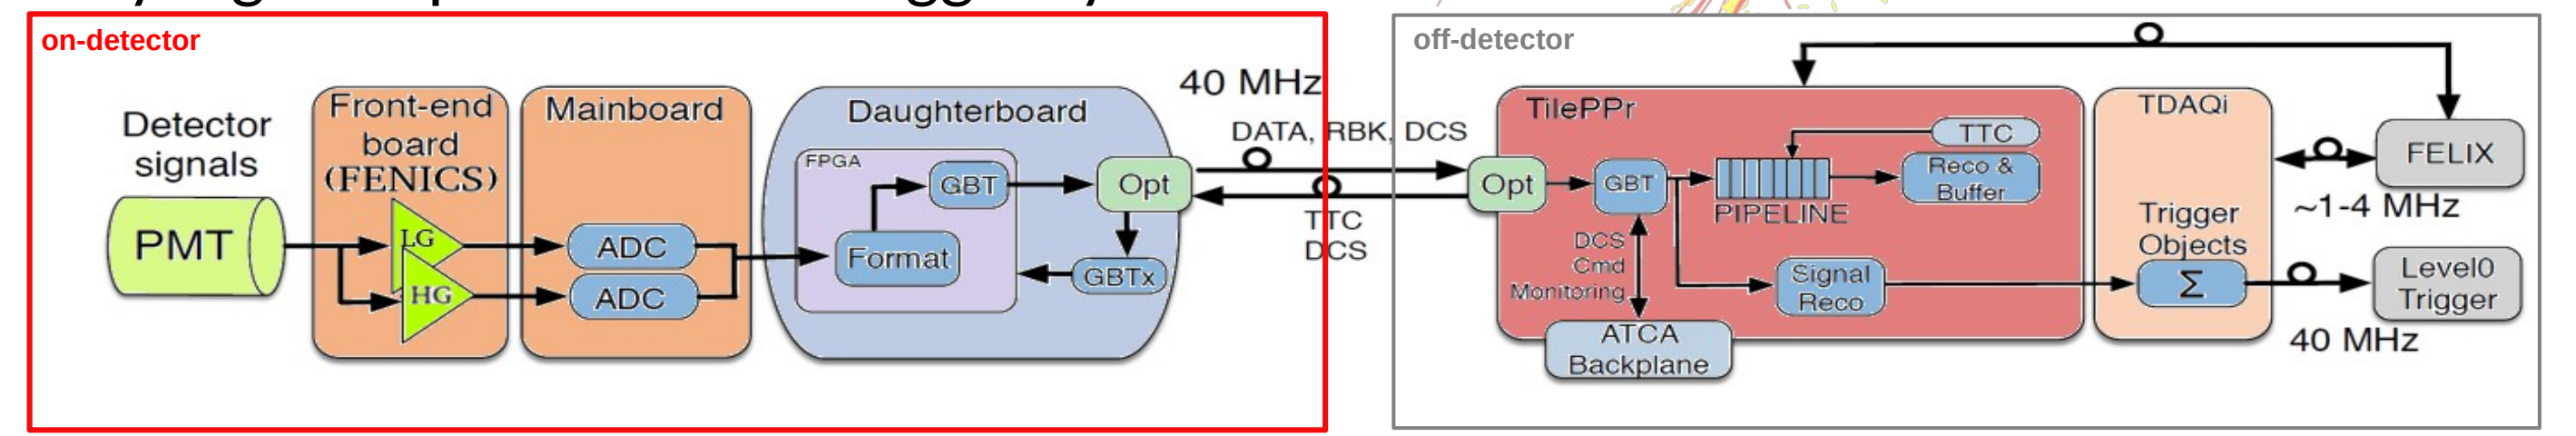 on-detector
Detector
signals
PMT
Front-end
board
(FENICS)
LG
HG
Mainboard
ADC
ADC
Daughterboard
FPGA
GBT
Format
Opt
GBTx
40 MHz
DATA, RBK, DCS
TTC
DCS
off-detector
TilePPr
Opt
GBT
PIPELINE
TTC
Reco &
Buffer
DCS
Cmd
Monitoring
Signal
Reco
ATCA
Backplane
TDAQi
Trigger
Objects
Σ
FELIX
~1-4 MHz
Level0
Trigger
40 MHz